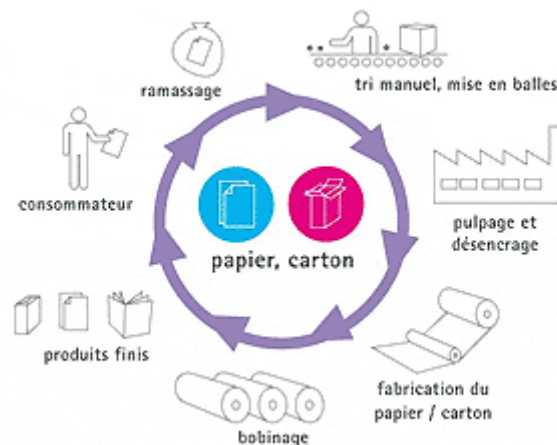 ramassage
tri manuel, mise en balles
pulpage et
désencrage
fabrication du
papier / carton
bobinage
produits finis
consommateur
papier, carton